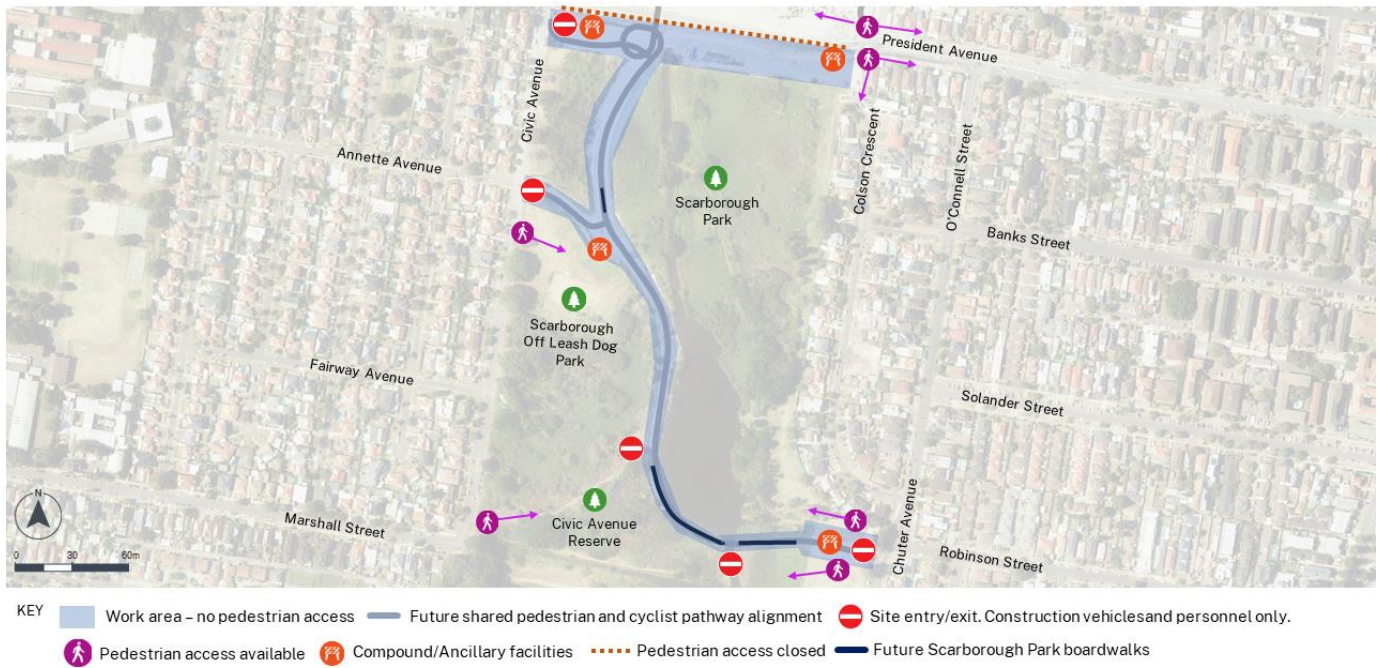 President Avenue
Civic Avenue
Annette Avenue
Colson Crescent
O'Connell Street
Scarborough
Park
Banks Street
Scarborough
Off Leash Dog
Park
Fairway Avenue
Solander Street
N
0 30 60m
Marshall Street
Civic Avenue
Reserve
Chuter Avenue
Robinson Street
KEY Work area – no pedestrian access Future shared pedestrian and cyclist pathway alignment Site entry/exit. Construction vehiclesand personnel only.
Pedestrian access available Compound/Ancillary facilities Pedestrian access closed Future Scarborough Park boardwalks